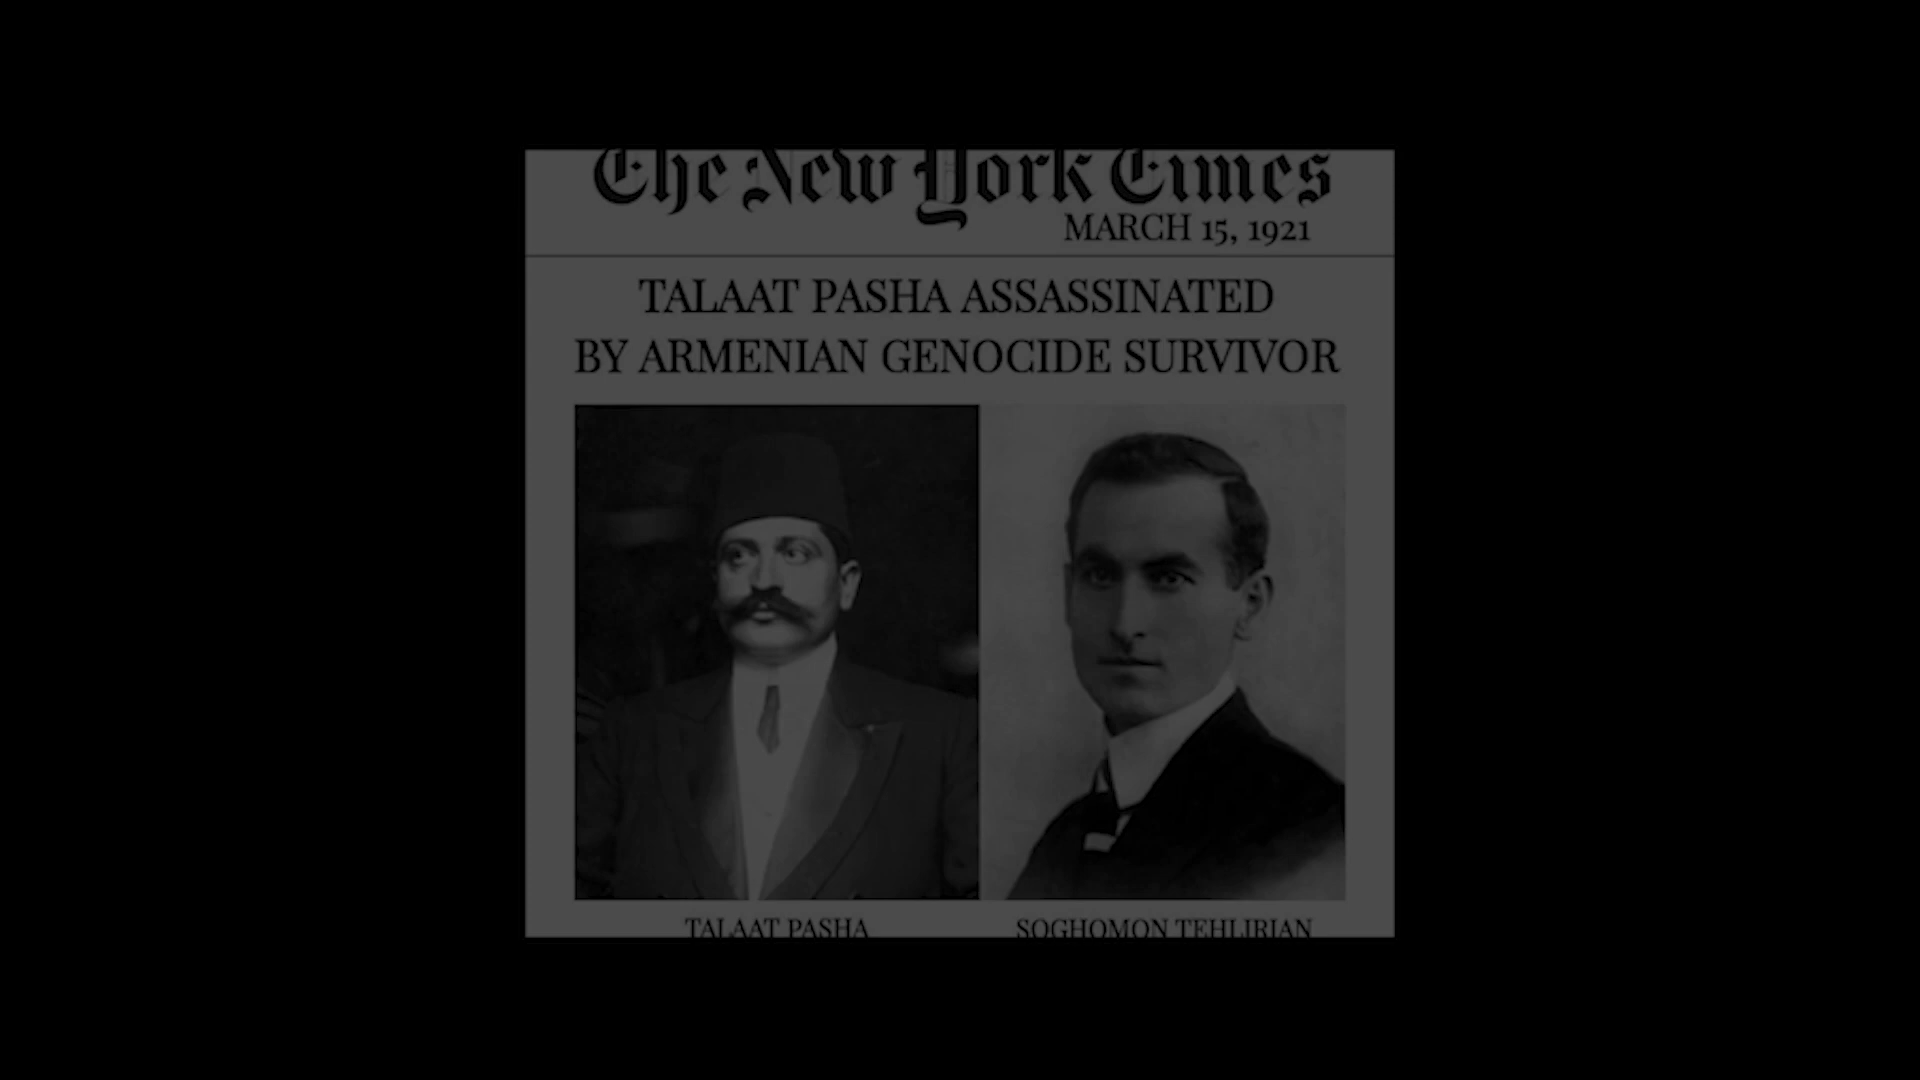 The New York Times
MARCH 15, 1921
TALAAT PASHA ASSASSINATED
BY ARMENIAN GENOCIDE SURVIVOR
TALAAT PASHA
SOGHOMON TEHLIRIAN